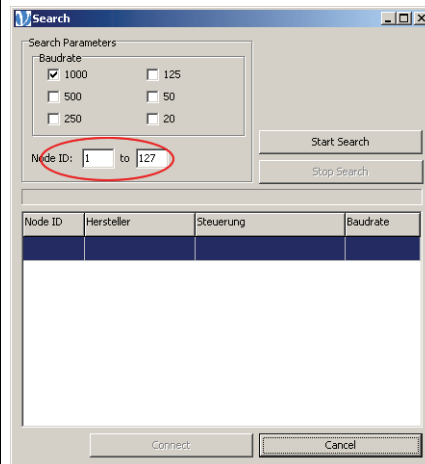 Search
Search Parameters
Baudrate
1000 125
500 50
250 20
Node ID: 1 to 127
Start Search
Stop Search
Node ID Hersteller Steuerung Baudrate
Connect Cancel